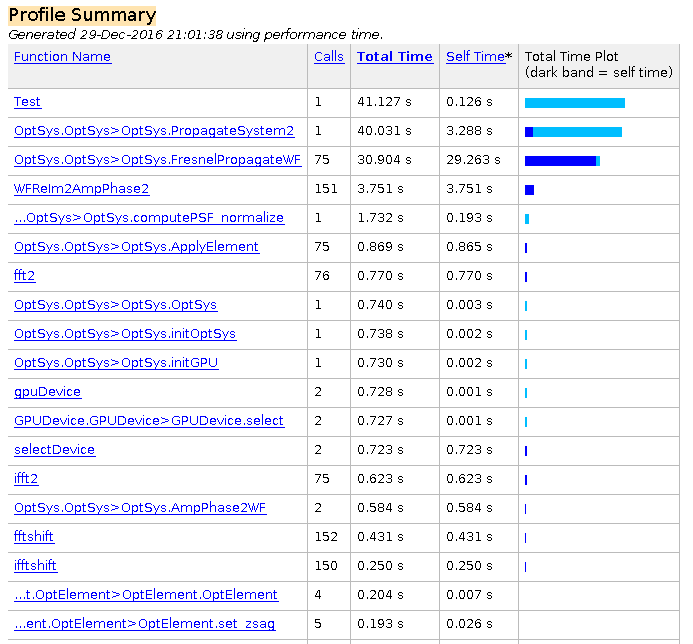 Profile Summary
Generated 29-Dec-2016 21:01:38 using performance time.
Function Name Calls Total Time Self Time* Total Time Plot
(dark band = self time)
Test 1 41.127 s 0.126 s
OptSys.OptSys>OptSys.PropagateSystem2 1 40.031 s 3.288 s
OptSys.OptSys>OptSys.FresnelPropagateWF 75 30.904 s 29.263 s
WFReIm2AmpPhase2 151 3.751 s 3.751 s
...OptSys>OptSys.computePSF_normalize 1 1.732 s 0.193 s
OptSys.OptSys>OptSys.ApplyElement 75 0.869 s 0.865 s
fft2 76 0.770 s 0.770 s
OptSys.OptSys>OptSys.OptSys 1 0.740 s 0.003 s
OptSys.OptSys>OptSys.initOptSys 1 0.738 s 0.002 s
OptSys.OptSys>OptSys.initGPU 1 0.730 s 0.002 s
gpuDevice 2 0.728 s 0.001 s
GPUDevice.GPUDevice>GPUDevice.select 2 0.727 s 0.001 s
selectDevice 2 0.723 s 0.723 s
ifft2 75 0.623 s 0.623 s
OptSys.OptSys>OptSys.AmpPhase2WF 2 0.584 s 0.584 s
fftshift 152 0.431 s 0.431 s
ifftshift 150 0.250 s 0.250 s
...t.OptElement>OptElement.OptElement 4 0.204 s 0.007 s
...ent.OptElement>OptElement.set_zsag 5 0.193 s 0.026 s